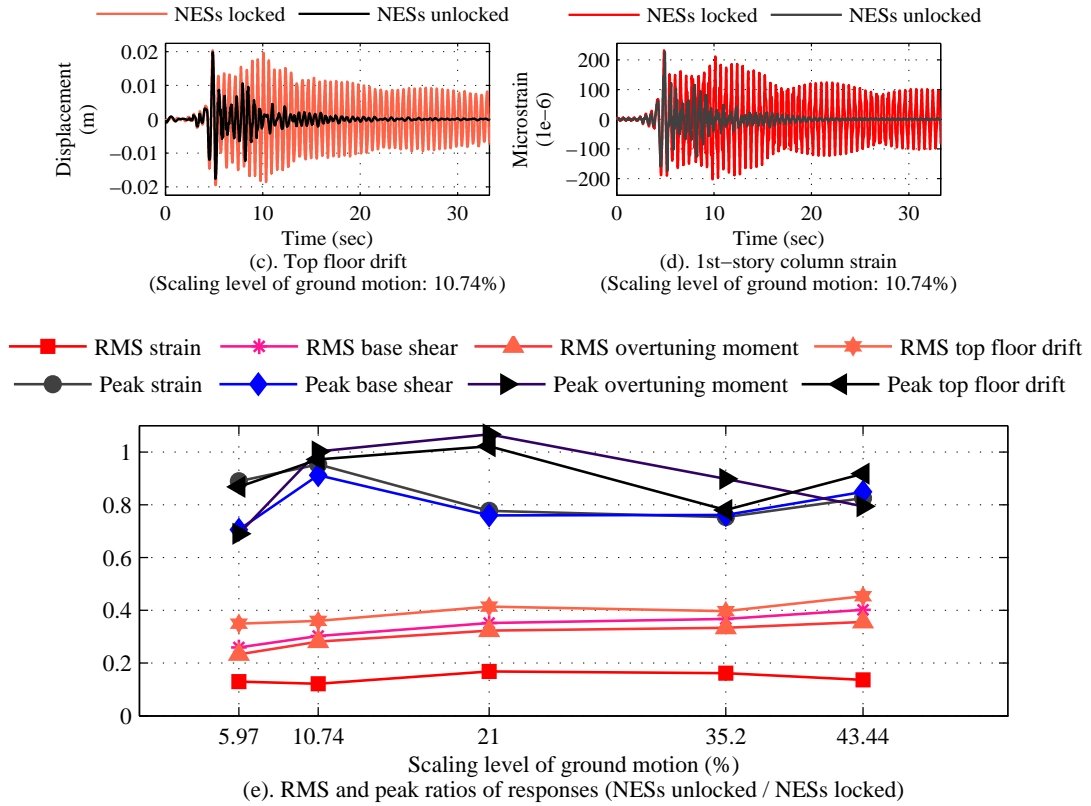 NESs locked NESs unlocked
NESs locked NESs unlocked
0.02
0.01
0
−0.01
−0.02
Displacement
(m)
0 10 20 30
Time (sec)
(c). Top floor drift
(Scaling level of ground motion: 10.74%)
200
100
0
−100
−200
Microstrain
(1e−6)
0 10 20 30
Time (sec)
(d). 1st−story column strain
(Scaling level of ground motion: 10.74%)
RMS strain RMS base shear RMS overtuning moment RMS top floor drift
Peak strain Peak base shear Peak overtuning moment Peak top floor drift
1
0.8
0.6
0.4
0.2
0
5.97 10.74 21 35.2 43.44
Scaling level of ground motion (%)
(e). RMS and peak ratios of responses (NESs unlocked / NESs locked)